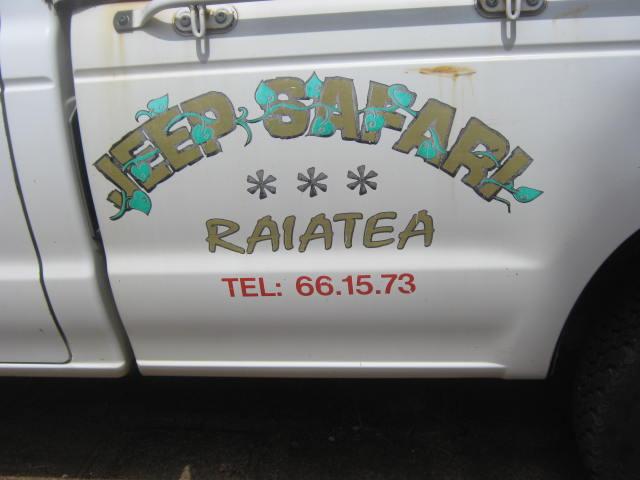 JEEP SAFARI
***
RAIATEA
TEL: 66.15.73